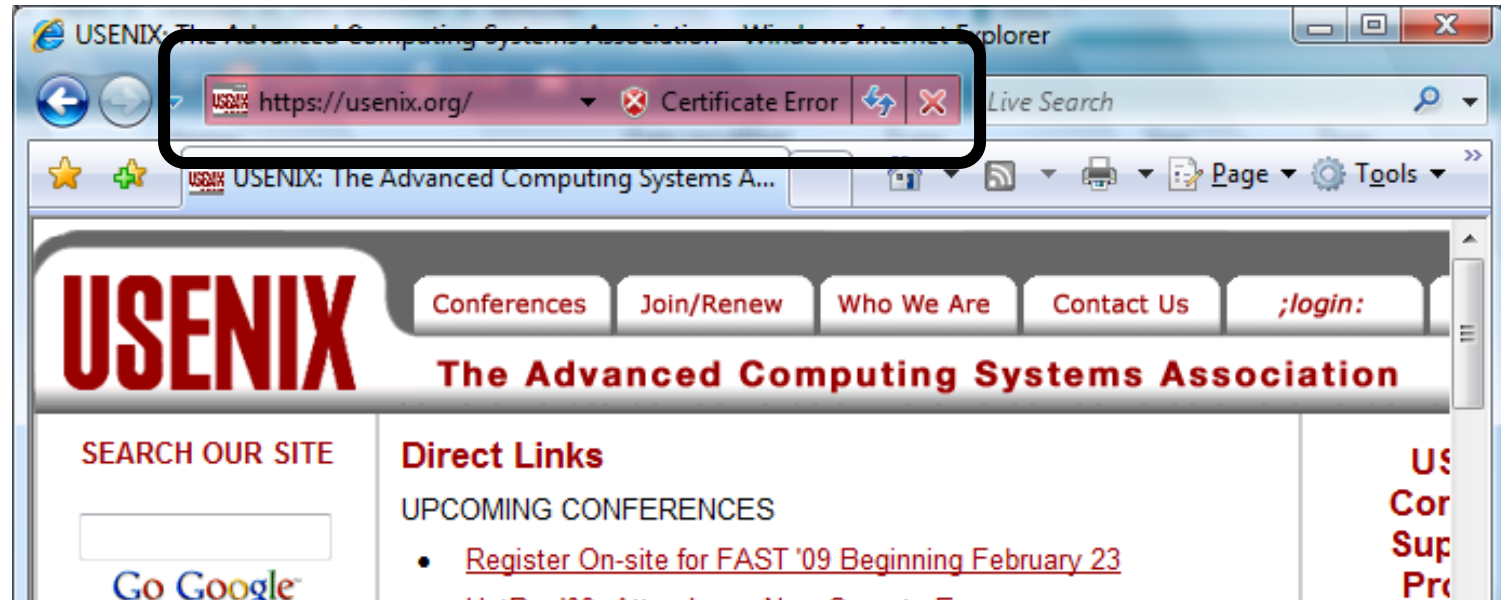 USENIX: The Advanced Computing Systems Association - Windows Internet Explorer
https://usenix.org/ Certificate Error Live Search
USENIX: The Advanced Computing Systems A... Page Tools
USENIX
Conferences Join/Renew Who We Are Contact Us ;login:
The Advanced Computing Systems Association
SEARCH OUR SITE
Go Google
Direct Links
UPCOMING CONFERENCES
• Register On-site for FAST '09 Beginning February 23